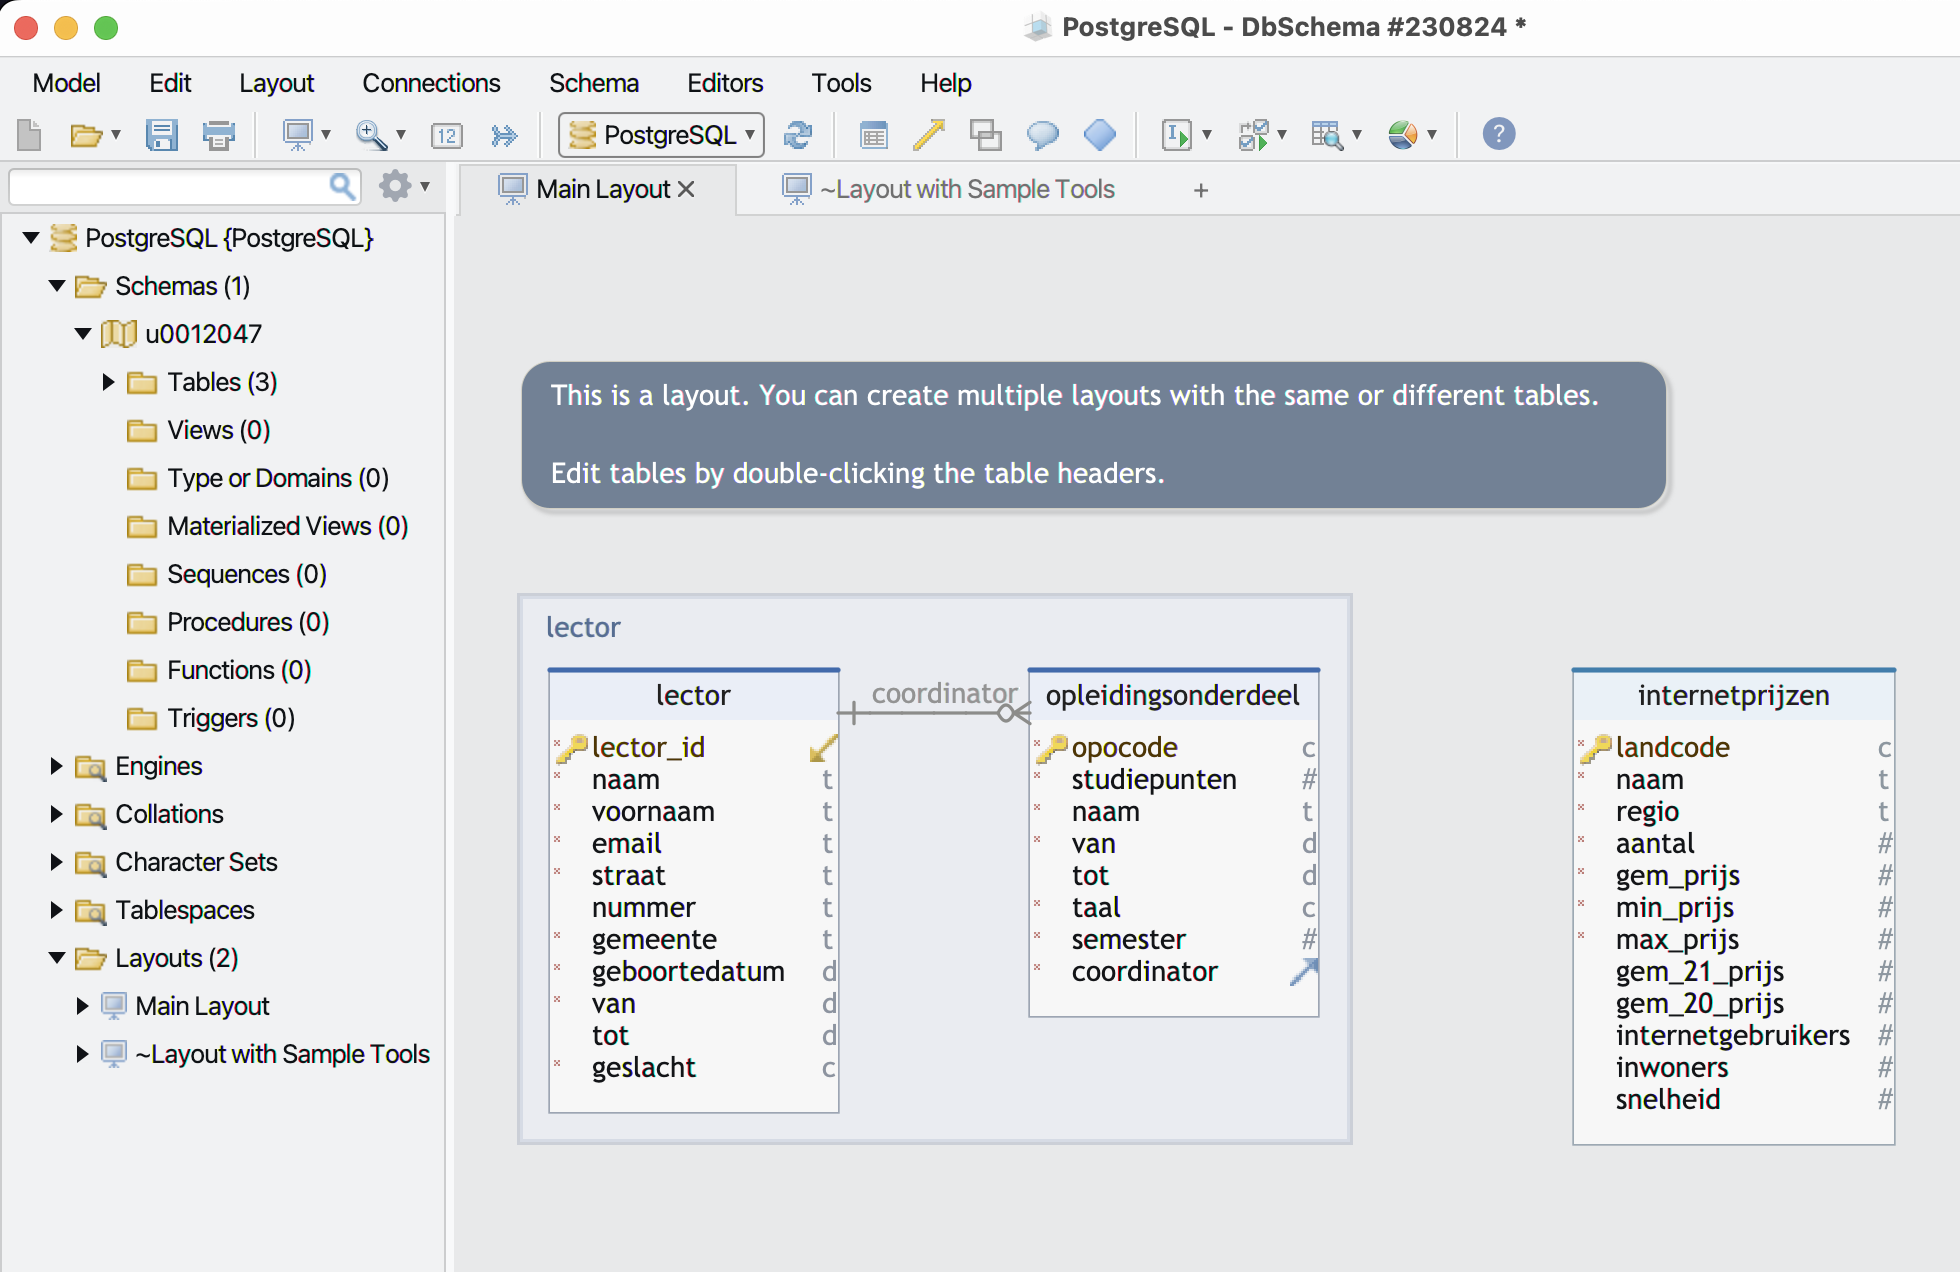 PostgreSQL - DbSchema #230824 *
Model Edit Layout Connections Schema Editors Tools Help
12 PostgreSQL ?
Main Layout ~Layout with Sample Tools +
PostgreSQL {PostgreSQL}
Schemas (1)
u0012047
Tables (3)
Views (0)
Type or Domains (0)
Materialized Views (0)
Sequences (0)
Procedures (0)
Functions (0)
Triggers (0)
Engines
Collations
Character Sets
Tablespaces
Layouts (2)
Main Layout
~Layout with Sample Tools
This is a layout. You can create multiple layouts with the same or different tables.
Edit tables by double-clicking the table headers.
lector
lector
lector_id
naam t
voornaam t
email t
straat t
nummer t
gemeente t
geboortedatum d
van d
tot d
geslacht c
coordinator
opleidingsonderdeel
opocode c
studiepunten #
naam t
van d
tot d
taal c
semester #
coordinator
internetprijzen
landcode c
naam t
regio t
aantal #
gem_prijs #
min_prijs #
max_prijs #
gem_21_prijs #
gem_20_prijs #
internetgebruikers #
inwoners #
snelheid #